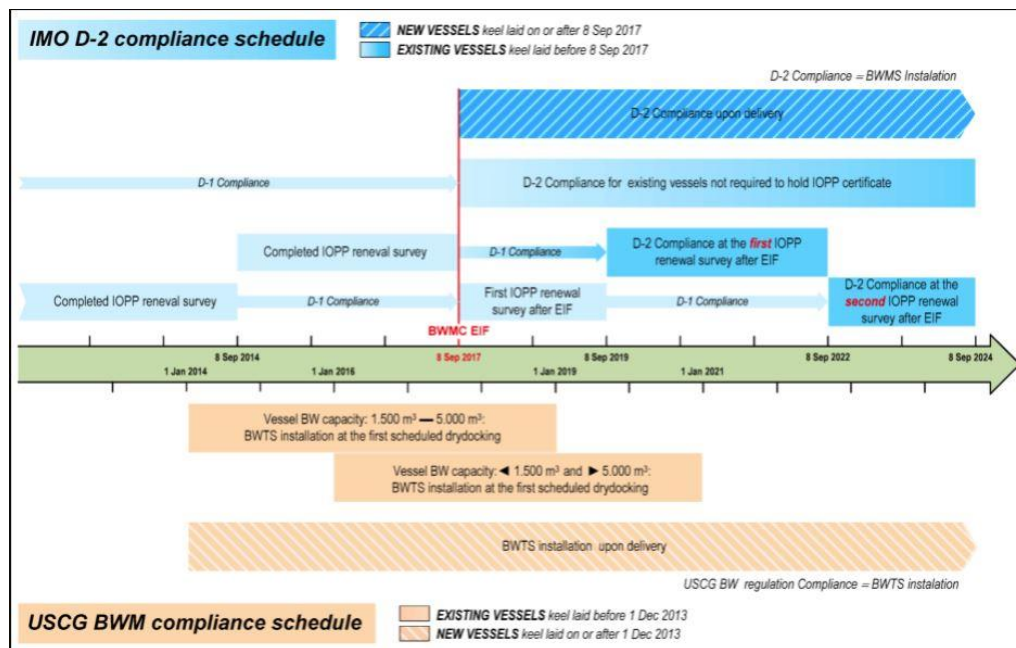 IMO D-2 compliance schedule
NEW VESSELS keel laid on or after 8 Sep 2017
EXISTING VESSELS keel laid before 8 Sep 2017
D-2 Compliance = BWMS Instalation
D-2 Compliance upon delivery
D-1 Compliance
D-2 Compliance for existing vessels not required to hold IOPP certificate
Completed IOPP reneval survey
D-1 Compliance
D-2 Compliance at the first IOPP
renewal survey after EIF
Completed IOPP reneval survey
D-1 Compliance
First IOPP renewal
survey after EIF
D-1 Compliance
D-2 Compliance at the
second IOPP renewal
survey after EIF
BWMC EIF
8 Sep 2014
8 Sep 2017
8 Sep 2019
8 Sep 2022
8 Sep 2024
1 Jan 2014
1 Jan 2016
1 Jan 2019
1 Jan 2021
Vessel BW capacity: 1.500 m³ — 5.000 m³:
BWTS installation at the first scheduled drydocking
Vessel BW capacity: ◄ 1.500 m³ and ► 5.000 m³:
BWTS installation at the first scheduled drydocking
BWTS installation upon delivery
USCG BW regulation Compliance = BWTS instalation
USCG BWM compliance schedule
EXISTING VESSELS keel laid before 1 Dec 2013
NEW VESSELS keel laid on or after 1 Dec 2013